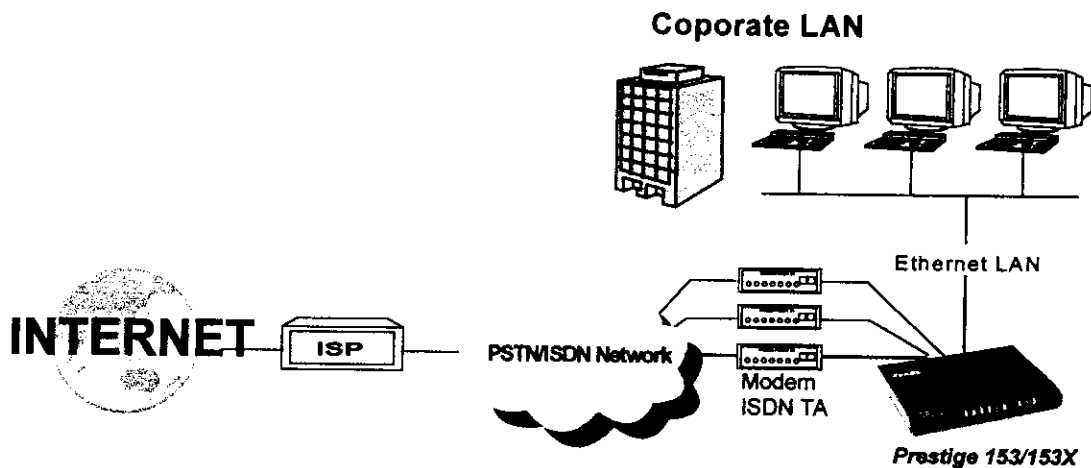 Coporate LAN
Ethernet LAN
INTERNET
ISP
PSTN/ISDN Network
Modem
ISDN TA
Prestige 153/153X